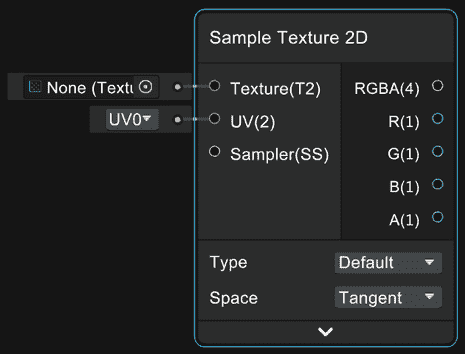 Sample Texture 2D
None (Textu
Texture(T2)
RGBA(4)
UV0
UV(2)
R(1)
Sampler(SS)
G(1)
B(1)
A(1)
Type
Default
Space
Tangent